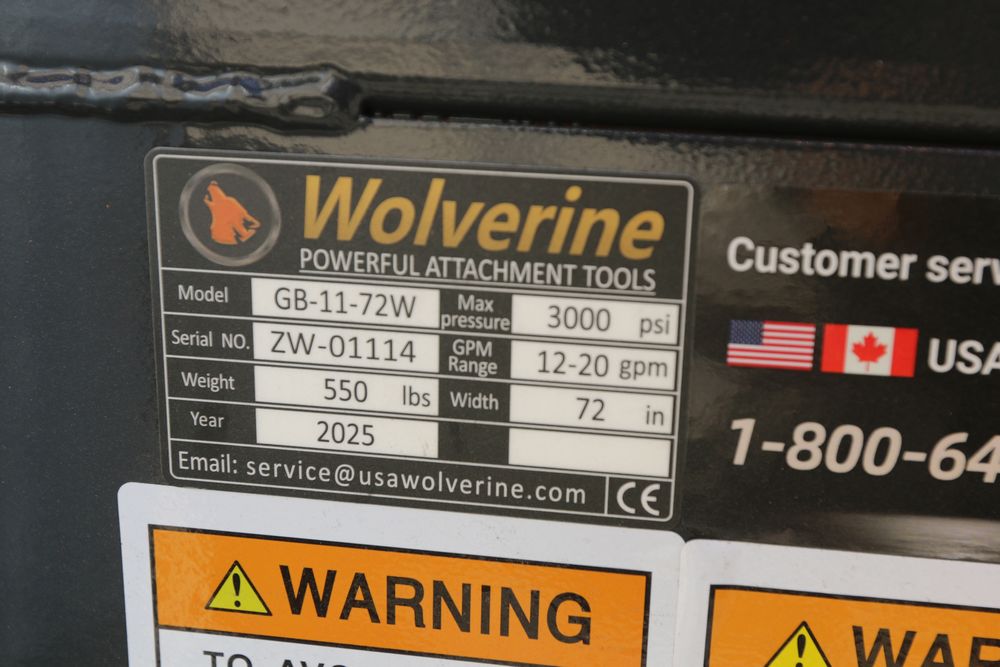 Wolverine
POWERFUL ATTACHMENT TOOLS
Model GB-11-72W Max pressure 3000 psi
Serial NO. ZW-01114 GPM Range 12-20 gpm
Weight 550 lbs Width 72 in
Year 2025
Email: service@usawolverine.com CE
Customer serv
USA
1-800-64
WARNING
WAR